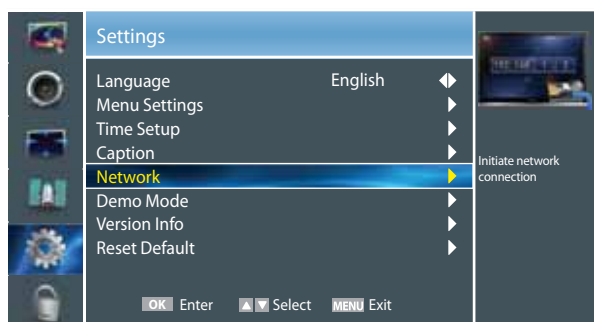 Settings
Language English
Menu Settings
Time Setup
Caption
Network
Demo Mode
Version Info
Reset Default
OK Enter ▲ ▼ Select MENU Exit
Initiate network
connection